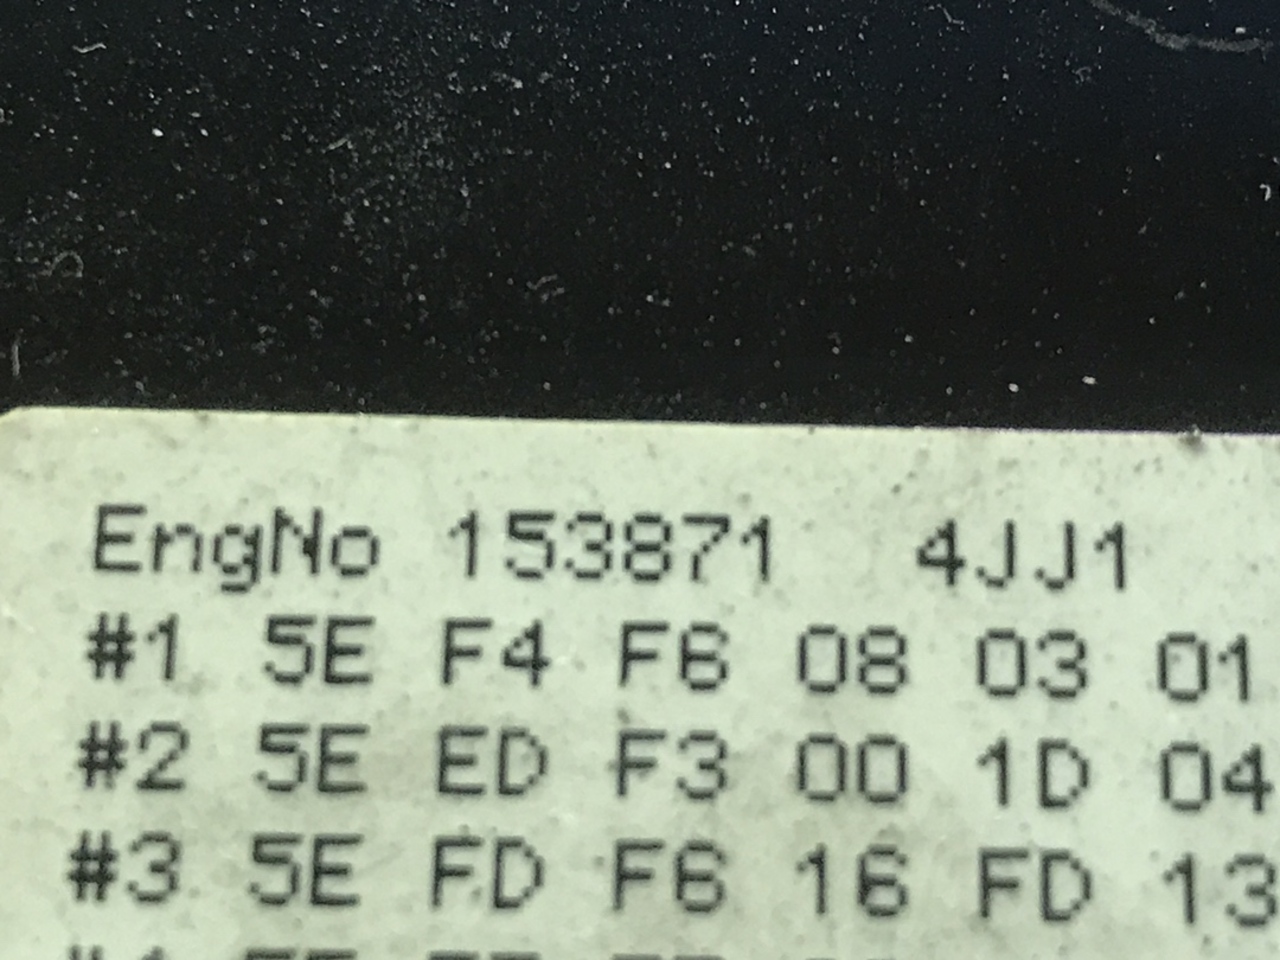 EngNo 153871 4JJ1
#1 5E F4 F6 08 03 01
#2 5E ED F3 00 1D 04
#3 5E FD F6 16 FD 13